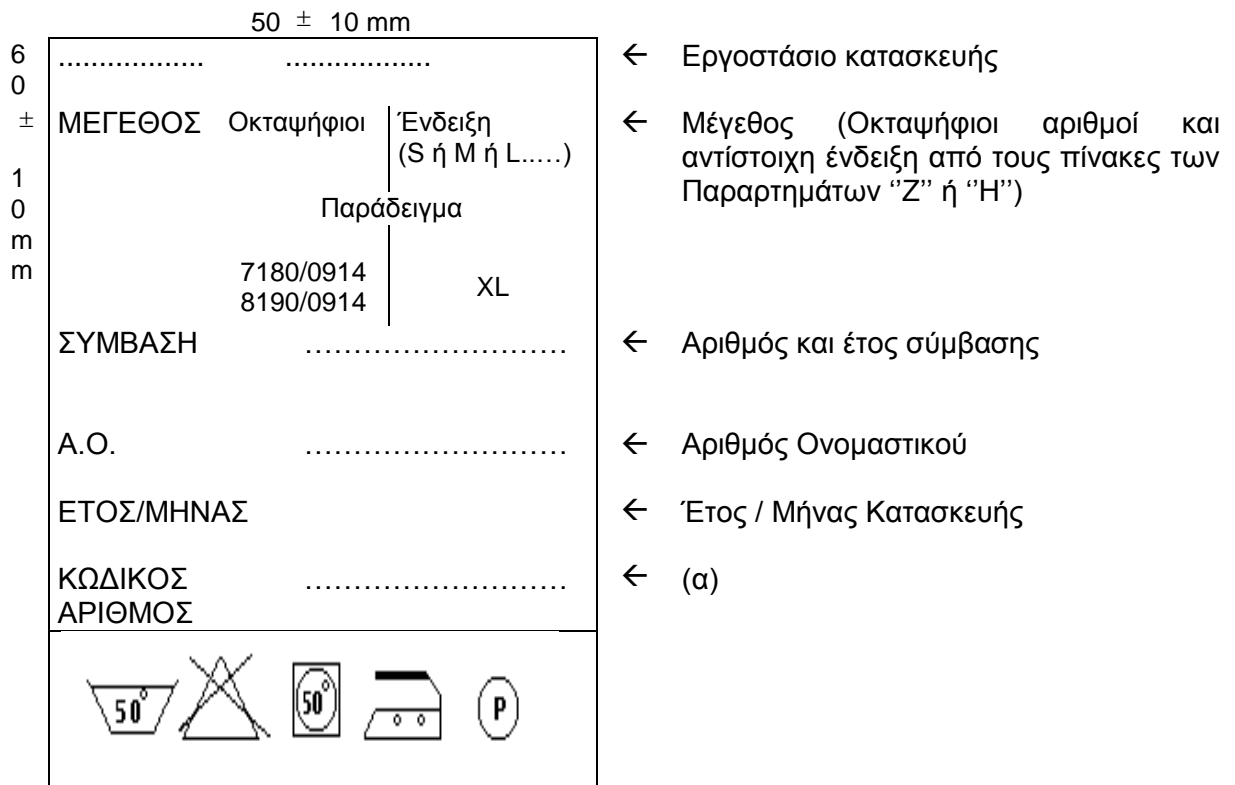 50 ± 10 mm
60 ± 10 mm
.................. ..................
← Εργοστάσιο κατασκευής
ΜΕΓΕΘΟΣ Οκταψήφιοι Ένδειξη
(S ή M ή L..…)
← Μέγεθος (Οκταψήφιοι αριθμοί και
αντίστοιχη ένδειξη από τους πίνακες των
Παραρτημάτων ‘’Ζ’’ ή ‘’Η’’)
Παράδειγμα
7180/0914
8190/0914
XL
ΣΥΜΒΑΣΗ ………………………
← Αριθμός και έτος σύμβασης
Α.Ο. ………………………
← Αριθμός Ονομαστικού
ΕΤΟΣ/ΜΗΝΑΣ
← Έτος / Μήνας Κατασκευής
ΚΩΔΙΚΟΣ ………………………
ΑΡΙΘΜΟΣ
← (α)
50° 50° P